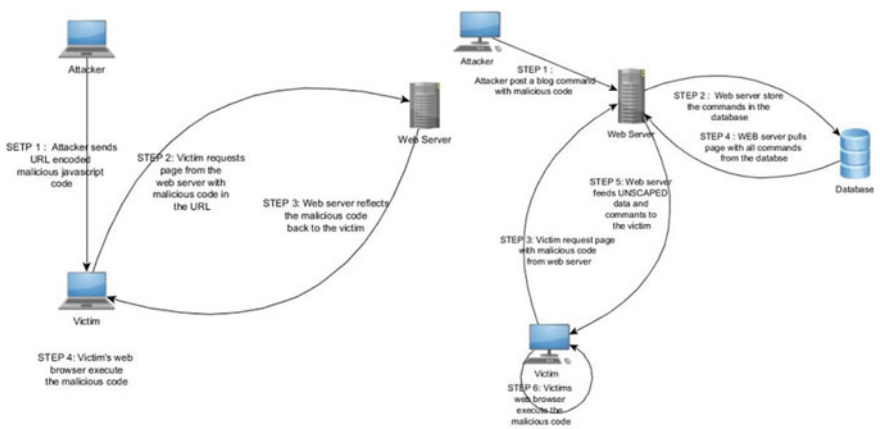 Attacker
SETP 1 : Attacker sends
URL encoded
malicious javascript
code
STEP 2: Victim requests
page from the
web server with
malicious code in
the URL
Web Server
STEP 3: Web server reflects
the malicious code
back to the victim
Victim
STEP 4: Victim's web
browser execute
the malicious code
Attacker
STEP 1 :
Attacker post a blog command
with malicious code
Web Server
STEP 2 : Web server store
the commands in the
database
STEP 4 : WEB server pulls
page with all commands
from the databse
Database
STEP 5: Web server
feeds UNSCAPED
data and
commants to
the victim
STEP 3: Victim request page
with malicious code
from web server
Victim
STEP 6: Victims
web browser
execute the
malicious code